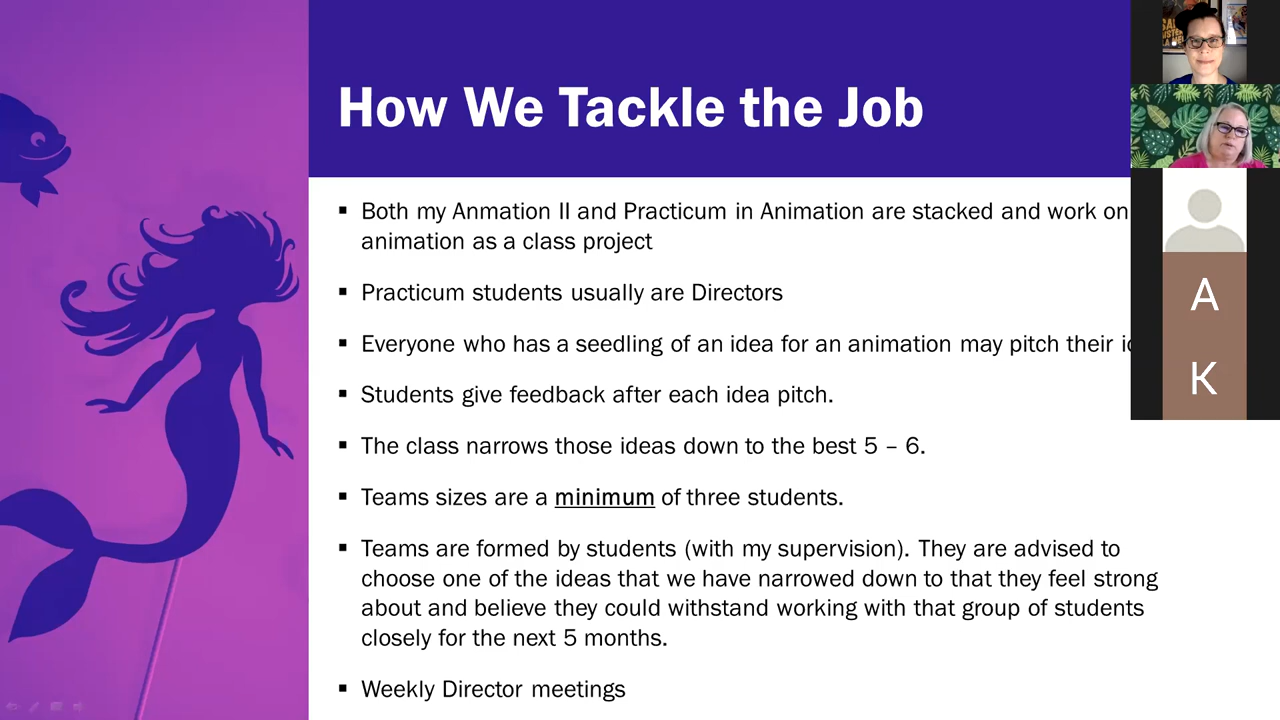 How We Tackle the Job
▪ Both my Anmation II and Practicum in Animation are stacked and work on
animation as a class project
▪ Practicum students usually are Directors
▪ Everyone who has a seedling of an idea for an animation may pitch their
▪ Students give feedback after each idea pitch.
▪ The class narrows those ideas down to the best 5 – 6.
▪ Teams sizes are a minimum of three students.
▪ Teams are formed by students (with my supervision). They are advised to
choose one of the ideas that we have narrowed down to that they feel strong
about and believe they could withstand working with that group of students
closely for the next 5 months.
▪ Weekly Director meetings
A
K